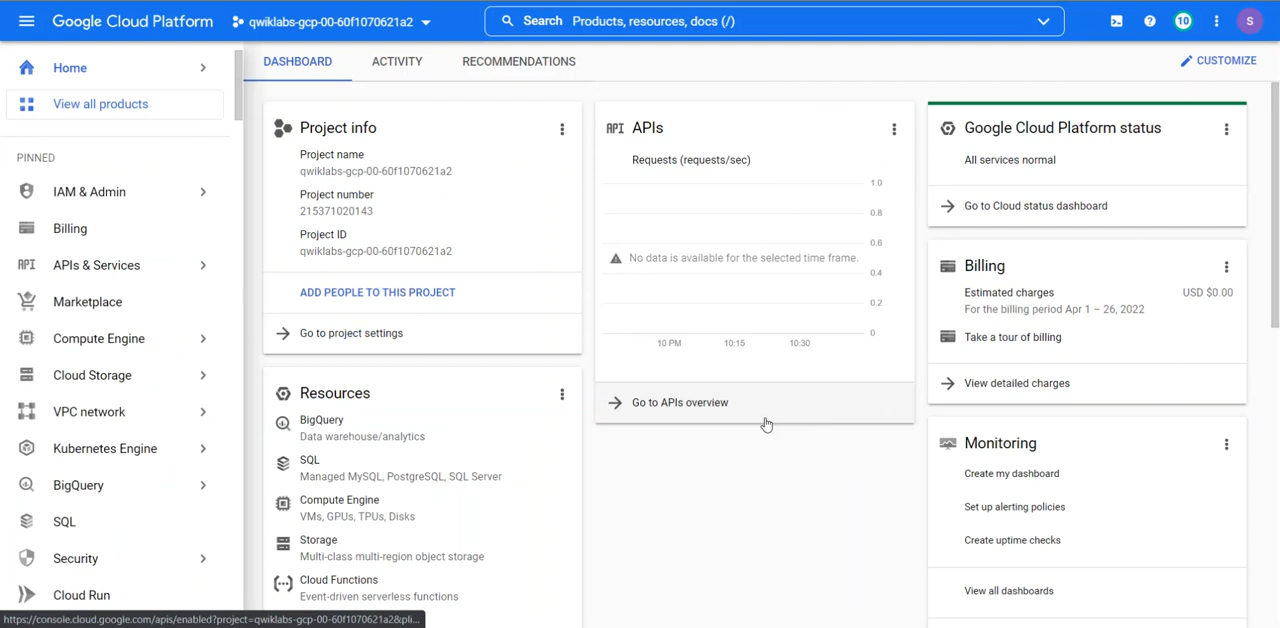 Google Cloud Platform
qwiklabs-gcp-00-60f1070621a2
Search Products, resources, docs (/)
10
S
Home
View all products
PINNED
IAM & Admin
Billing
API APIs & Services
Marketplace
Compute Engine
Cloud Storage
VPC network
Kubernetes Engine
BigQuery
SQL
Security
Cloud Run
DASHBOARD
ACTIVITY
RECOMMENDATIONS
CUSTOMIZE
Project info
Project name
qwiklabs-gcp-00-60f1070621a2
Project number
215371020143
Project ID
qwiklabs-gcp-00-60f1070621a2
ADD PEOPLE TO THIS PROJECT
Go to project settings
Resources
BigQuery
Data warehouse/analytics
SQL
Managed MySQL, PostgreSQL, SQL Server
Compute Engine
VMs, GPUs, TPUs, Disks
Storage
Multi-class multi-region object storage
Cloud Functions
Event-driven serverless functions
API APIs
Requests (requests/sec)
1.0
0.8
0.6
No data is available for the selected time frame.
0.4
0.2
0
10 PM
10:15
10:30
Go to APIs overview
Google Cloud Platform status
All services normal
Go to Cloud status dashboard
Billing
Estimated charges USD $0.00
For the billing period Apr 1 – 26, 2022
Take a tour of billing
View detailed charges
Monitoring
Create my dashboard
Set up alerting policies
Create uptime checks
View all dashboards
https://console.cloud.google.com/apis/enabled?project=qwiklabs-gcp-00-60f1070621a2&pli...